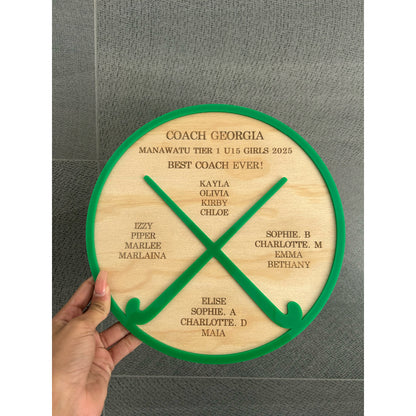 COACH GEORGIA
MANAWATU TIER 1 U15 GIRLS 2025
BEST COACH EVER!
KAYLA
OLIVIA
KIRBY
CHLOE
IZZY
PIPER
MARLEE
MARLAINA
SOPHIE. B
CHARLOTTE. M
EMMA
BETHANY
ELISE
SOPHIE. A
CHARLOTTE. D
MAIA